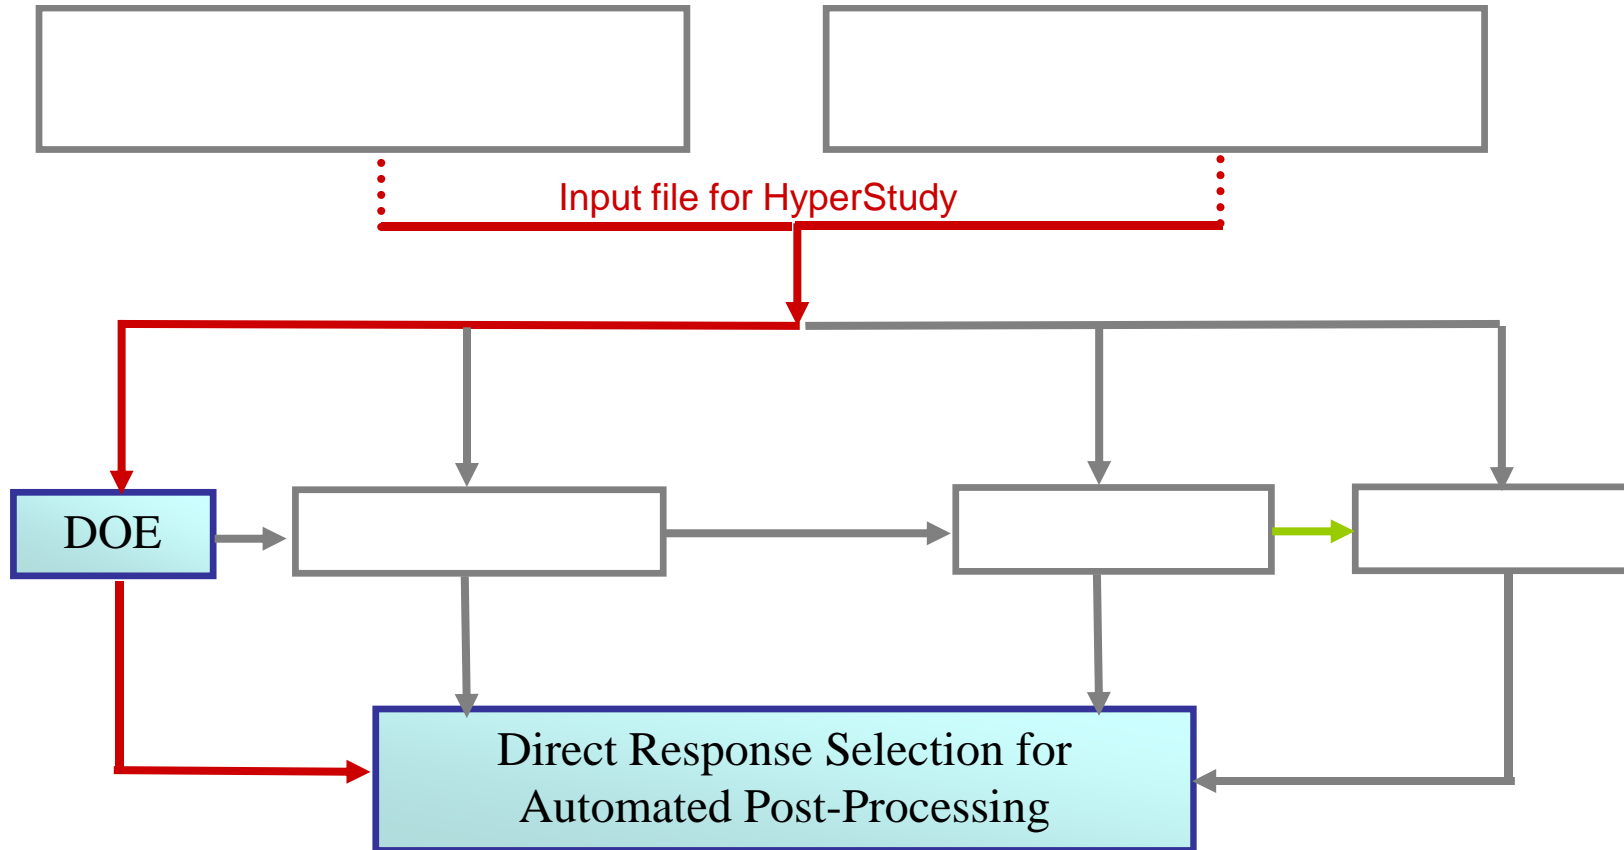 Input file for HyperStudy
DOE
Direct Response Selection for
Automated Post-Processing